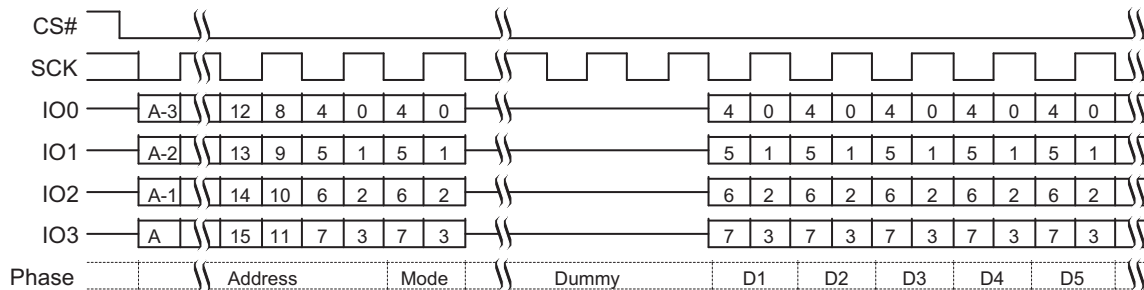 CS#
SCK
IO0 A-3 12 8 4 0 4 0 4 0 4 0 4 0 4 0 4 0
IO1 A-2 13 9 5 1 5 1 5 1 5 1 5 1 5 1 5 1
IO2 A-1 14 10 6 2 6 2 6 2 6 2 6 2 6 2 6 2
IO3 A 15 11 7 3 7 3 7 3 7 3 7 3 7 3 7 3
Phase Address Mode Dummy D1 D2 D3 D4 D5